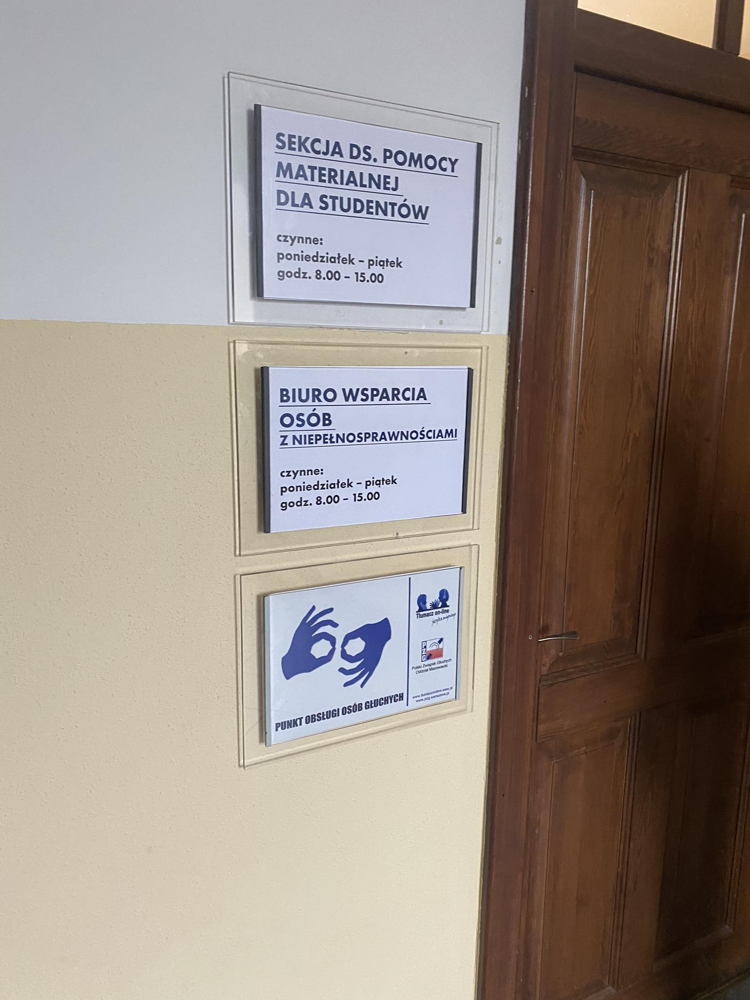 SEKCJA DS. POMOCY
MATERIALNEJ
DLA STUDENTÓW
czynne:
poniedziałek – piątek
godz. 8.00 – 15.00
BIURO WSPARCIA
OSÓB
Z NIEPEŁNOSPRAWNOŚCIAMI
czynne:
poniedziałek – piątek
godz. 8.00 – 15.00
PUNKT OBSŁUGI OSÓB GŁUCHYCH
Tłumacz on-line
języka migowego
PZG
Polski Związek Głuchych
Oddział Mazowiecki
www.tlumaczonline.waw.pl
www.pzg.warszawa.pl